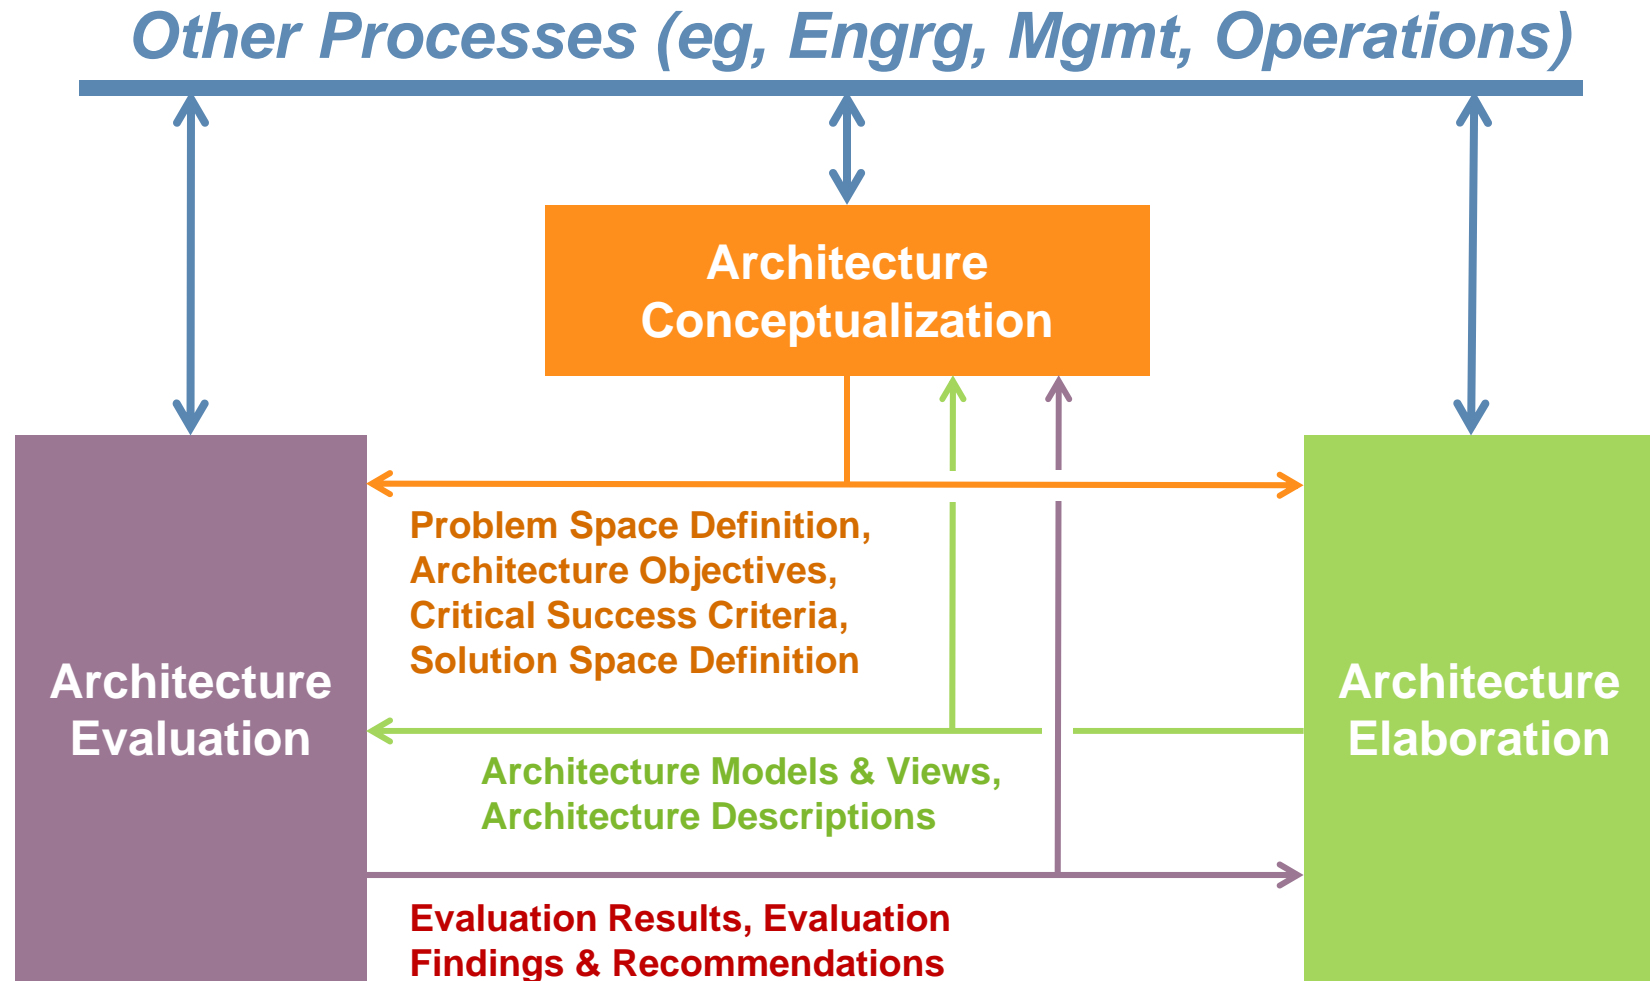 Other Processes (eg, Engrg, Mgmt, Operations)
Architecture
Conceptualization
Problem Space Definition,
Architecture Objectives,
Critical Success Criteria,
Solution Space Definition
Architecture
Evaluation
Architecture
Elaboration
Architecture Models & Views,
Architecture Descriptions
Evaluation Results, Evaluation
Findings & Recommendations